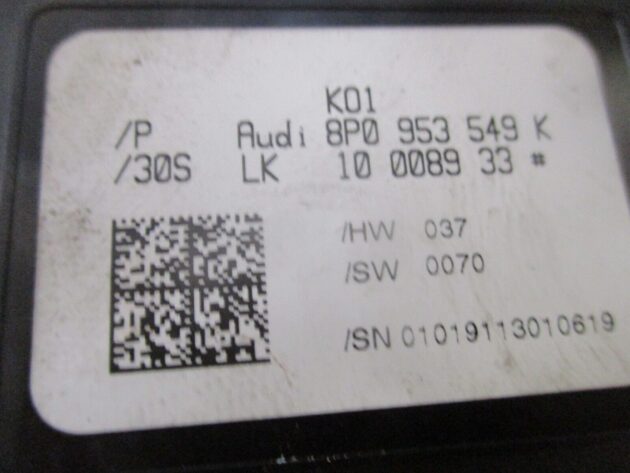 K01
/P Audi 8P0 953 549 K
/30S LK 10 0089 33 #
/HW 037
/SW 0070
/SN 01019113010619